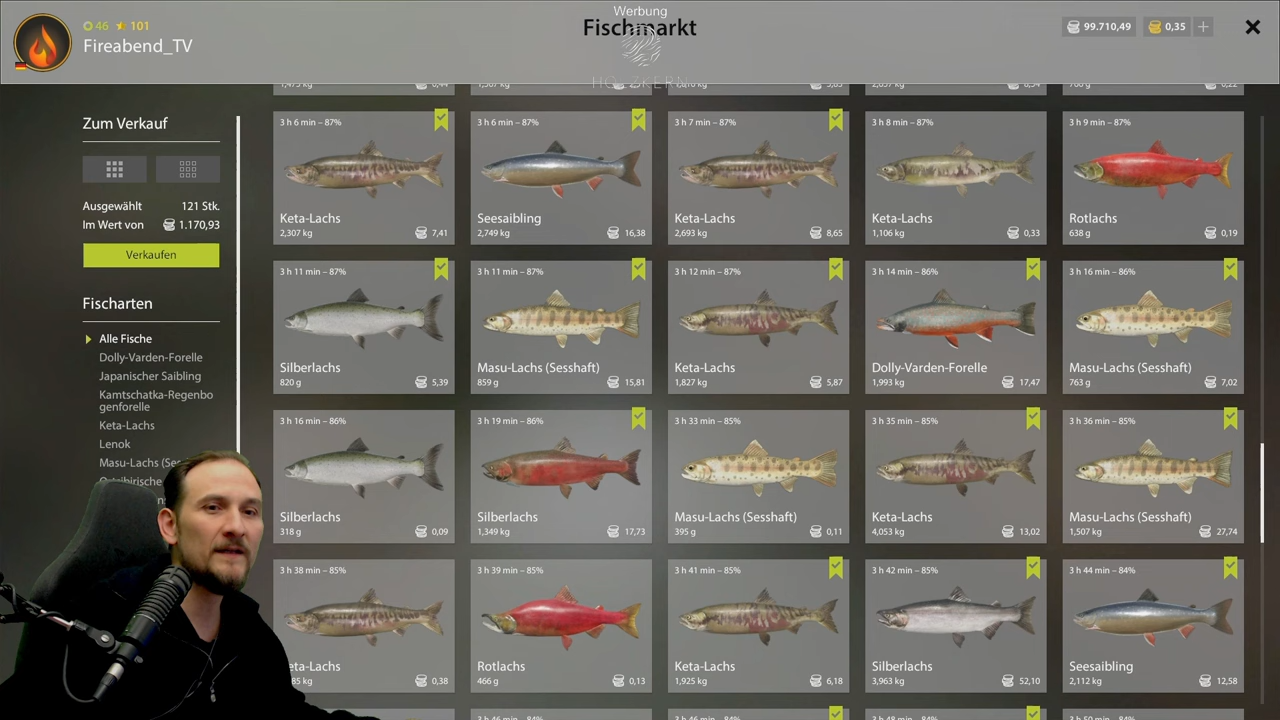 Werbung
46 101
Fischmarkt
99.710,49
0,35
Fireabend_TV
HOLZKERN
Zum Verkauf
Ausgewählt 121 Stk.
Im Wert von 1.170,93
Verkaufen
Fischarten
Alle Fische
Dolly-Varden-Forelle
Japanischer Saibling
Kamtschatka-Regenbo
genforelle
Keta-Lachs
Lenok
3 h 6 min – 87%
Keta-Lachs
2,307 kg 7,41
3 h 6 min – 87%
Seesaibling
2,749 kg 16,38
3 h 7 min – 87%
Keta-Lachs
2,693 kg 8,65
3 h 8 min – 87%
Keta-Lachs
1,106 kg 0,33
3 h 9 min – 87%
Rotlachs
638 g 0,19
3 h 11 min – 87%
Silberlachs
820 g 5,39
3 h 11 min – 87%
Masu-Lachs (Sesshaft)
859 g 15,81
3 h 12 min – 87%
Keta-Lachs
1,827 kg 5,87
3 h 14 min – 86%
Dolly-Varden-Forelle
1,993 kg 17,47
3 h 16 min – 86%
Masu-Lachs (Sesshaft)
763 g 7,02
3 h 16 min – 86%
Silberlachs
318 g 0,09
3 h 19 min – 86%
Silberlachs
1,349 kg 17,73
3 h 33 min – 85%
Masu-Lachs (Sesshaft)
395 g 0,11
3 h 35 min – 85%
Keta-Lachs
4,053 kg 13,02
3 h 36 min – 85%
Masu-Lachs (Sesshaft)
1,507 kg 27,74
3 h 38 min – 85%
eta-Lachs
85 kg 0,38
3 h 39 min – 85%
Rotlachs
466 g 0,13
3 h 41 min – 85%
Keta-Lachs
1,925 kg 6,18
3 h 42 min – 85%
Silberlachs
3,963 kg 52,10
3 h 44 min – 84%
Seesaibling
2,112 kg 12,58